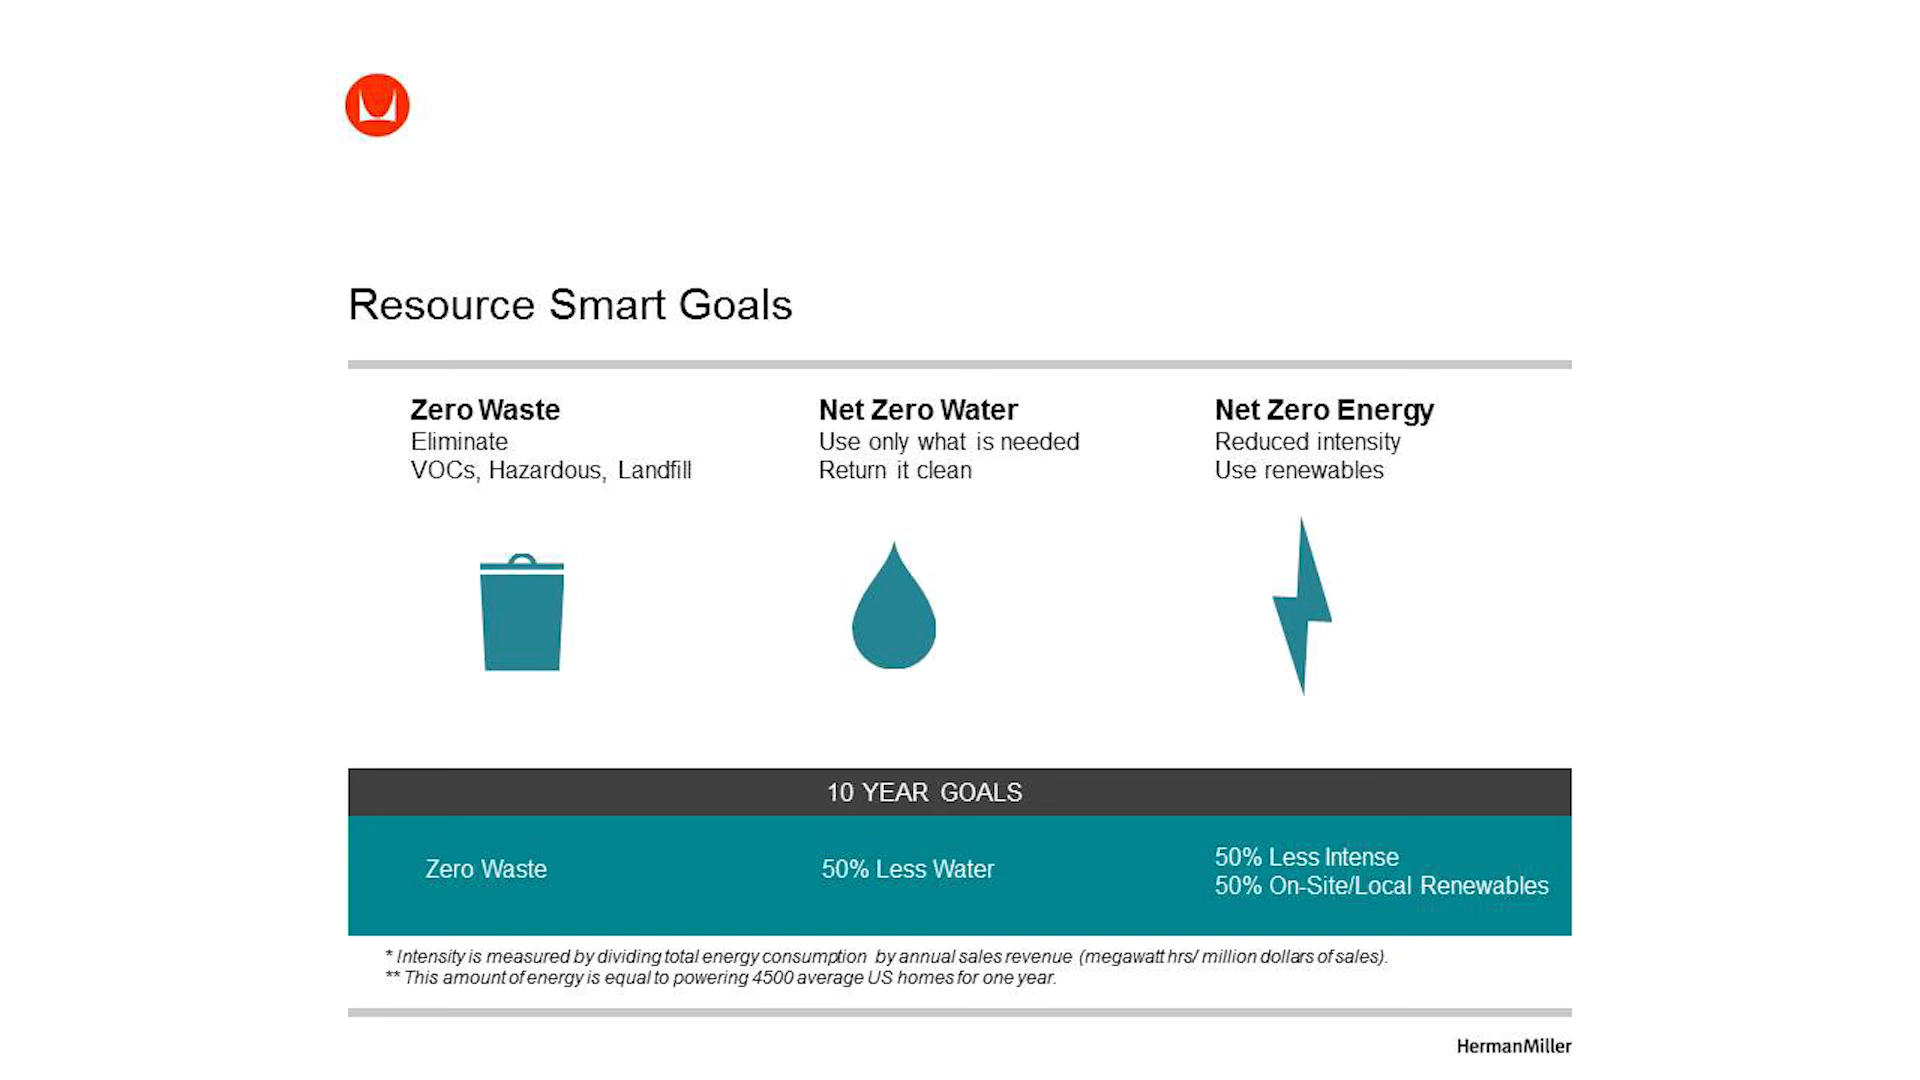 Resource Smart Goals
Zero Waste
Eliminate
VOCs, Hazardous, Landfill
Net Zero Water
Use only what is needed
Return it clean
Net Zero Energy
Reduced intensity
Use renewables
10 YEAR GOALS
Zero Waste
50% Less Water
50% Less Intense
50% On-Site/Local Renewables
* Intensity is measured by dividing total energy consumption by annual sales revenue (megawatt hrs/ million dollars of sales).
** This amount of energy is equal to powering 4500 average US homes for one year.
HermanMiller